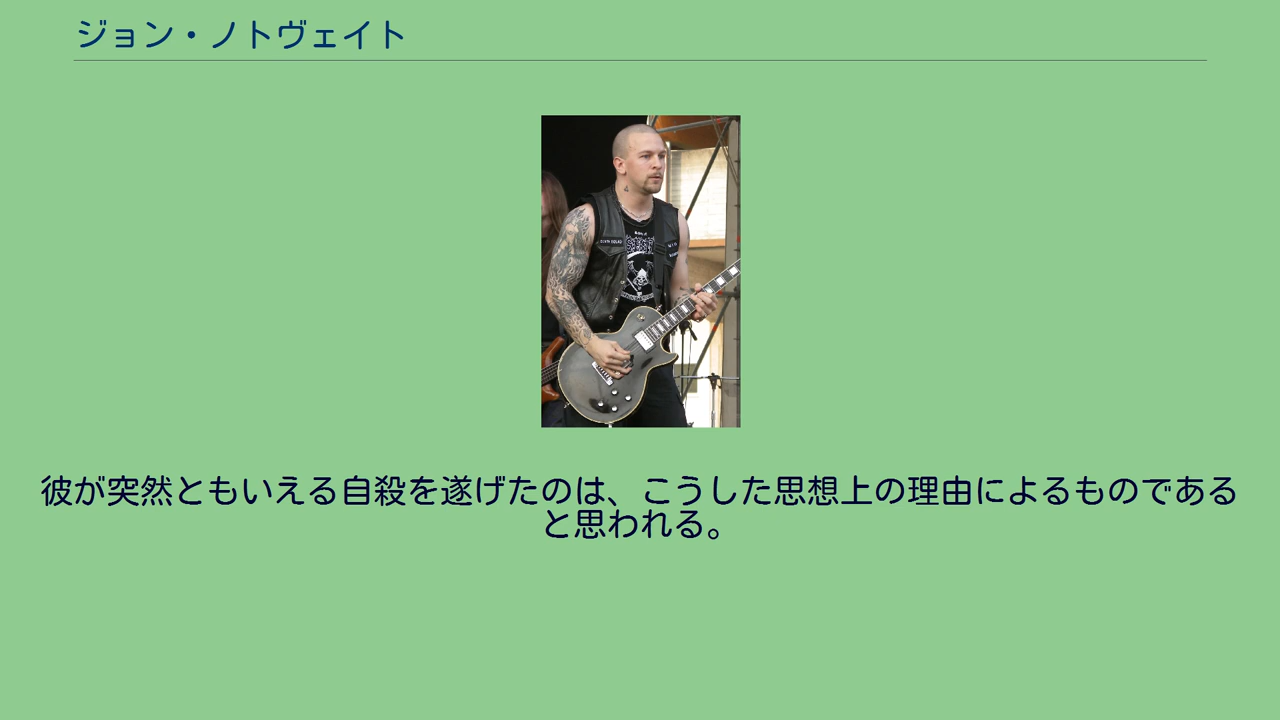 ジョン・ノトヴェイト
彼が突然ともいえる自殺を遂げたのは、こうした思想上の理由によるものである
と思われる。